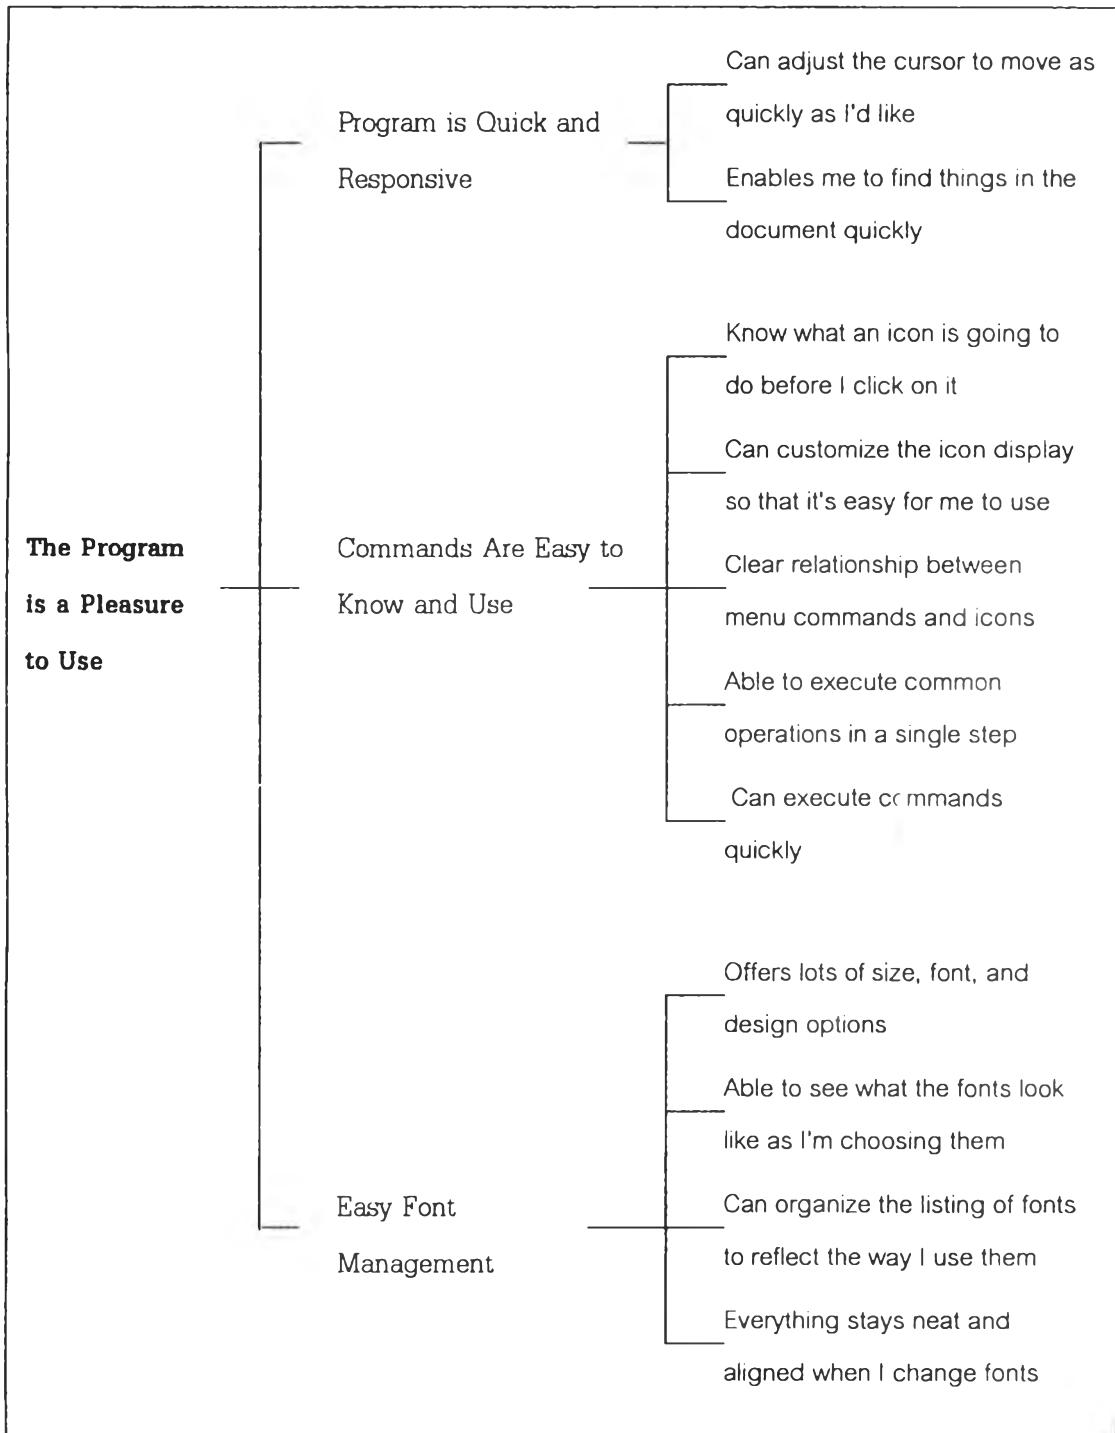 The Program
is a Pleasure
to Use
Program is Quick and
Responsive
Can adjust the cursor to move as
quickly as I'd like
Enables me to find things in the
document quickly
Commands Are Easy to
Know and Use
Know what an icon is going to
do before I click on it
Can customize the icon display
so that it's easy for me to use
Clear relationship between
menu commands and icons
Able to execute common
operations in a single step
Can execute commands
quickly
Easy Font
Management
Offers lots of size, font, and
design options
Able to see what the fonts look
like as I'm choosing them
Can organize the listing of fonts
to reflect the way I use them
Everything stays neat and
aligned when I change fonts